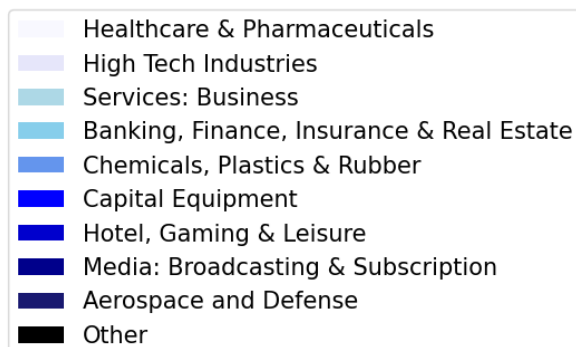 Healthcare & Pharmaceuticals
High Tech Industries
Services: Business
Banking, Finance, Insurance & Real Estate
Chemicals, Plastics & Rubber
Capital Equipment
Hotel, Gaming & Leisure
Media: Broadcasting & Subscription
Aerospace and Defense
Other